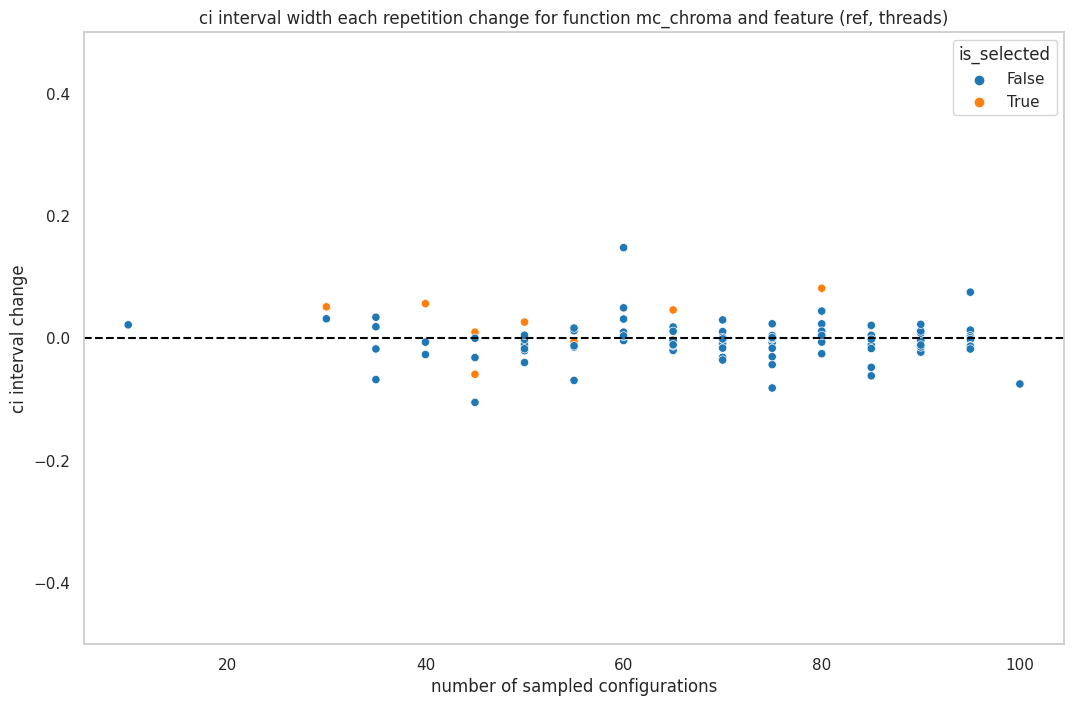 ci interval width each repetition change for function mc_chroma and feature (ref, threads)
is_selected
False
True
ci interval change
0.4
0.2
0.0
−0.2
−0.4
20
40
60
80
100
number of sampled configurations